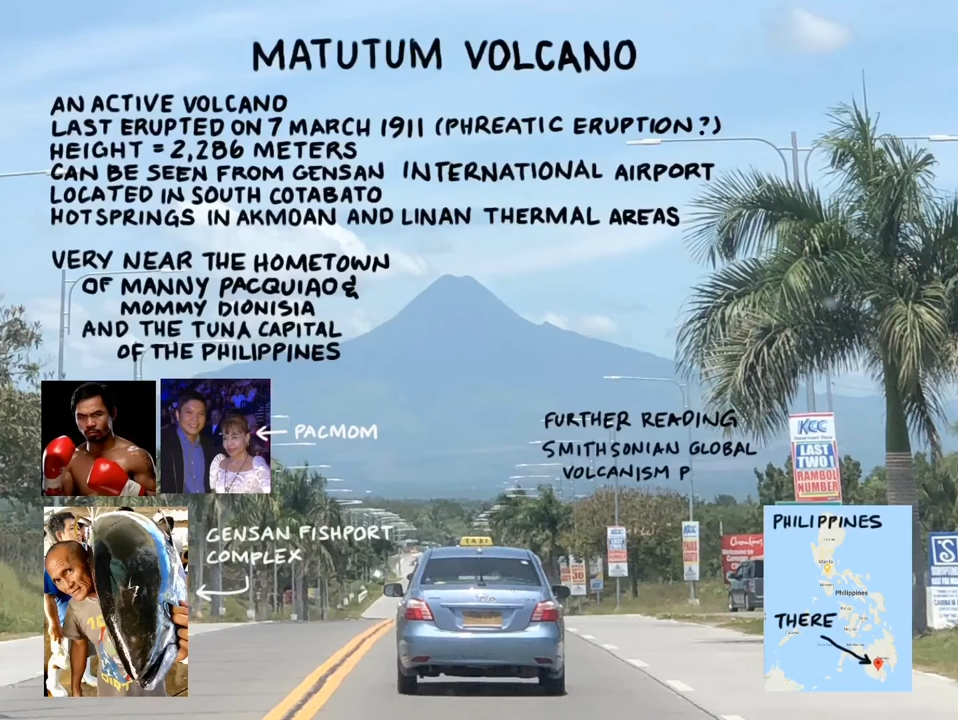 MATUTUM VOLCANO
AN ACTIVE VOLCANO
LAST ERUPTED ON 7 MARCH 1911 (PHREATIC ERUPTION?)
HEIGHT = 2,286 METERS
CAN BE SEEN FROM GENSAN INTERNATIONAL AIRPORT
LOCATED IN SOUTH COTABATO
HOTSPRINGS IN AKMOAN AND LINAN THERMAL AREAS
VERY NEAR THE HOMETOWN
OF MANNY PACQUIAO &
MOMMY DIONISIA
AND THE TUNA CAPITAL
OF THE PHILIPPINES
PACMOM
FURTHER READING
SMITHSONIAN GLOBAL
VOLCANISM P
KCC
LAST
TWO!
RAMBOL
NUMBER
GENSAN FISHPORT
COMPLEX
TAXI
PHILIPPINES
Manila
Philippines
THERE